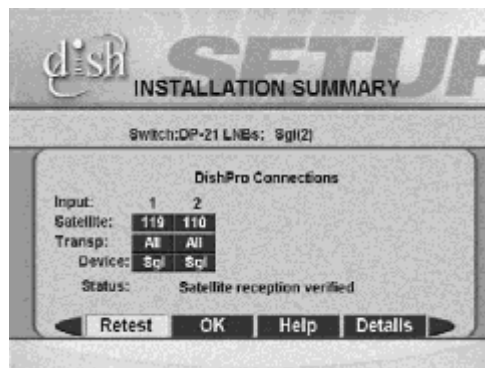 dish
SETUP
INSTALLATION SUMMARY
Switch:DP-21 LNBs: Sgl(2)
DishPro Connections
Input: 1 2
Satellite: 119 110
Transp: All All
Device: Sgl Sgl
Status: Satellite reception verified
Retest OK Help Details